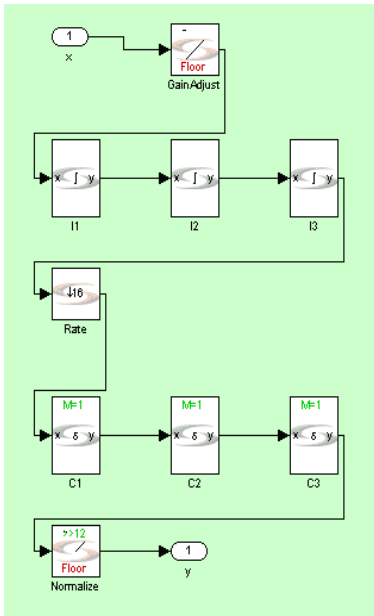 1
x
-
Floor
GainAdjust
x ∫ y
x ∫ y
x ∫ y
I1
I2
I3
↓16
Rate
M=1
M=1
M=1
x δ y
x δ y
x δ y
C1
C2
C3
?>12
Floor
Normalize
1
y